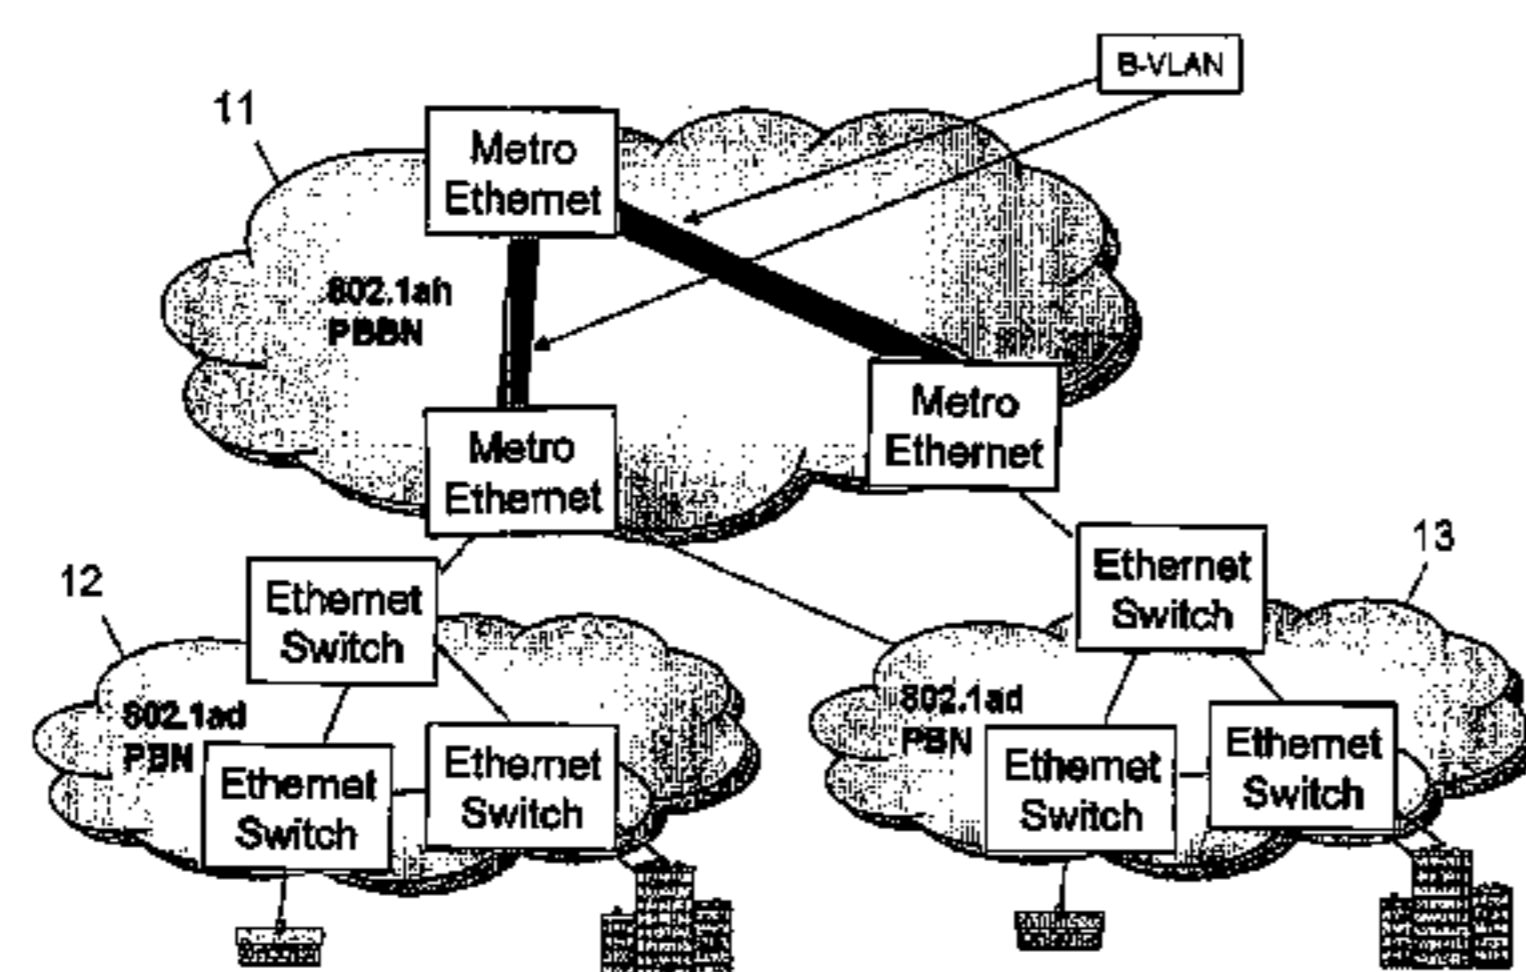 B-VLAN
11
Metro
Ethernet
802.1ah
PBBN
Metro
Ethernet
Metro
Ethernet
12
Ethernet
Switch
Ethernet
Switch
13
802.1ad
PBN
Ethernet
Switch
Ethernet
Switch
802.1ad
PBN
Ethernet
Switch
Ethernet
Switch